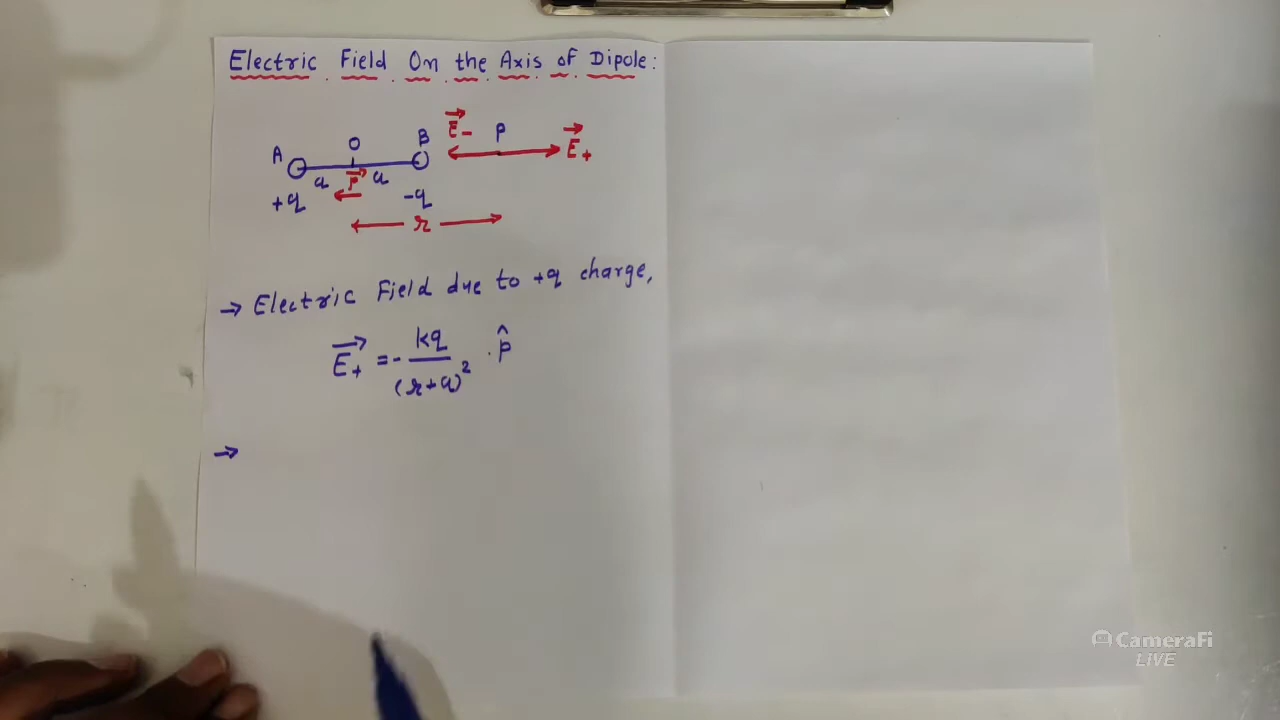 Electric Field On the Axis of Dipole:
E⃗₋ P E⃗₊
A O B
a p⃗ a
+q -q
r
→ Electric Field due to +q charge,
E⃗₊ = - kq / (r+a)² . p̂
→
CameraFi
LIVE